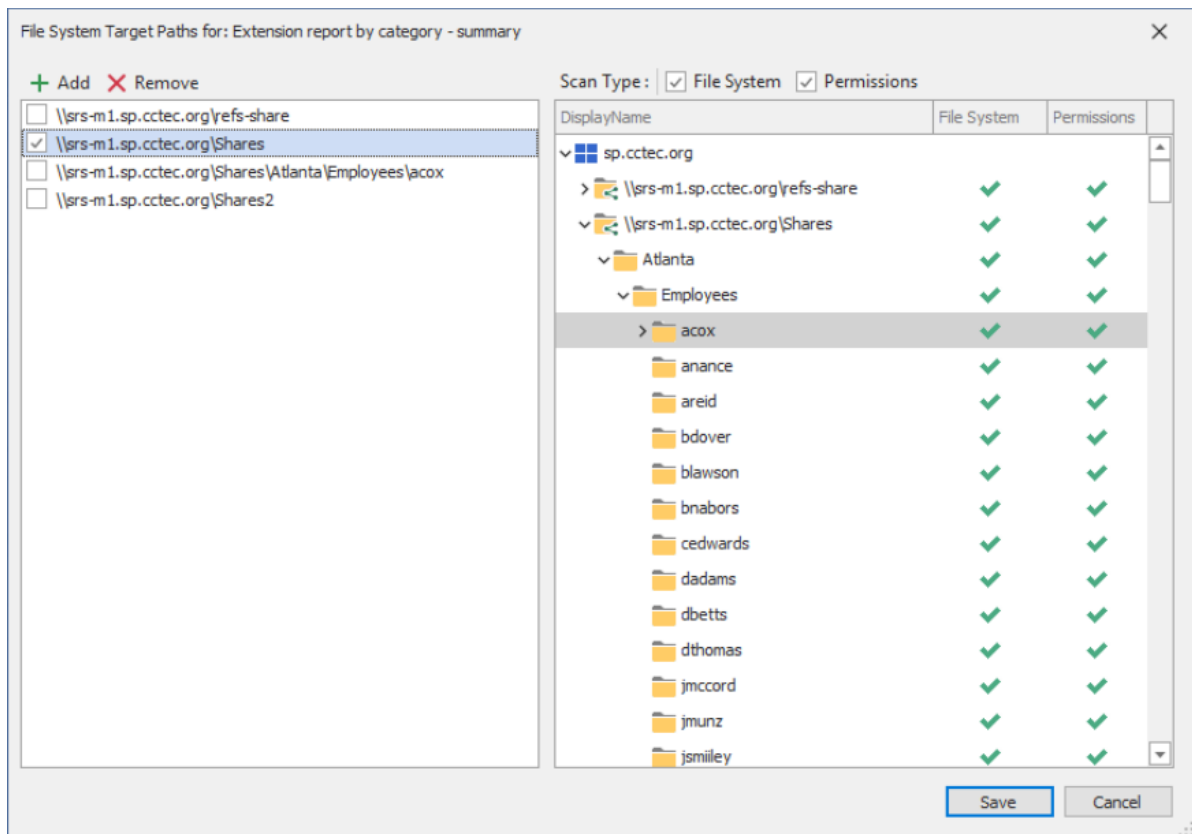 File System Target Paths for: Extension report by category - summary
Add Remove
\\srs-m1.sp.cctec.org\refs-share
\\srs-m1.sp.cctec.org\Shares
\\srs-m1.sp.cctec.org\Shares\Atlanta\Employees\acox
\\srs-m1.sp.cctec.org\Shares2
Scan Type: File System Permissions
DisplayName File System Permissions
sp.cctec.org
\\srs-m1.sp.cctec.org\refs-share
\\srs-m1.sp.cctec.org\Shares
Atlanta
Employees
acox
anance
areid
bdover
blawson
bnabors
cedwards
dadams
dbetts
dthomas
jmccord
jmunz
jsmiiley
Save Cancel